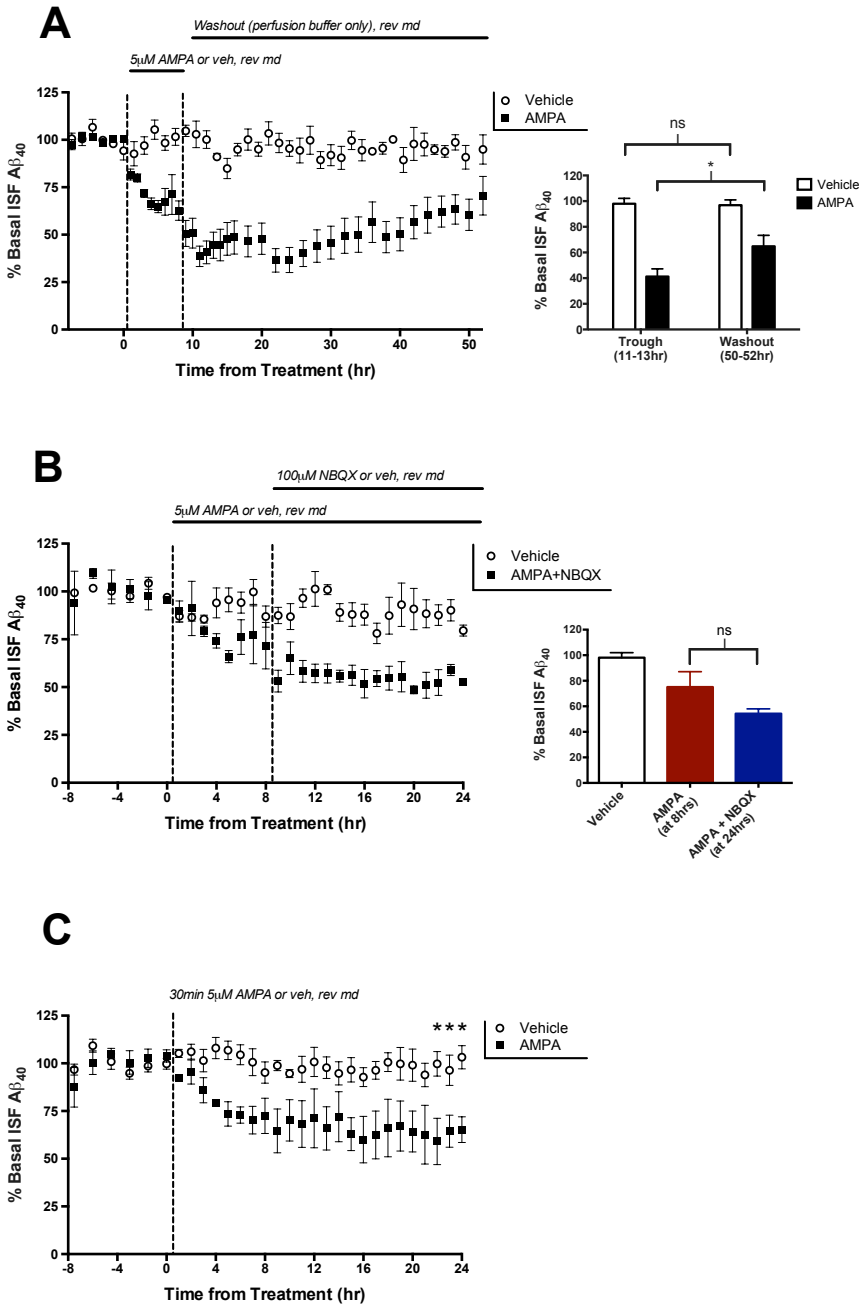 A
Washout (perfusion buffer only), rev md
5μM AMPA or veh, rev md
125
100
75
50
25
0
% Basal ISF Aβ40
0 10 20 30 40 50
Time from Treatment (hr)
Vehicle
AMPA
ns
*
120
100
80
60
40
20
0
% Basal ISF Aβ40
Vehicle
AMPA
Trough
(11-13hr)
Washout
(50-52hr)
B
100μM NBQX or veh, rev md
5μM AMPA or veh, rev md
125
100
75
50
25
0
% Basal ISF Aβ40
-8 -4 0 4 8 12 16 20 24
Time from Treatment (hr)
Vehicle
AMPA+NBQX
ns
120
100
80
60
40
20
0
% Basal ISF Aβ40
Vehicle
AMPA
(at 8hrs)
AMPA + NBQX
(at 24hrs)
C
30min 5μM AMPA or veh, rev md
125
100
75
50
25
0
% Basal ISF Aβ40
-8 -4 0 4 8 12 16 20 24
Time from Treatment (hr)
***
Vehicle
AMPA